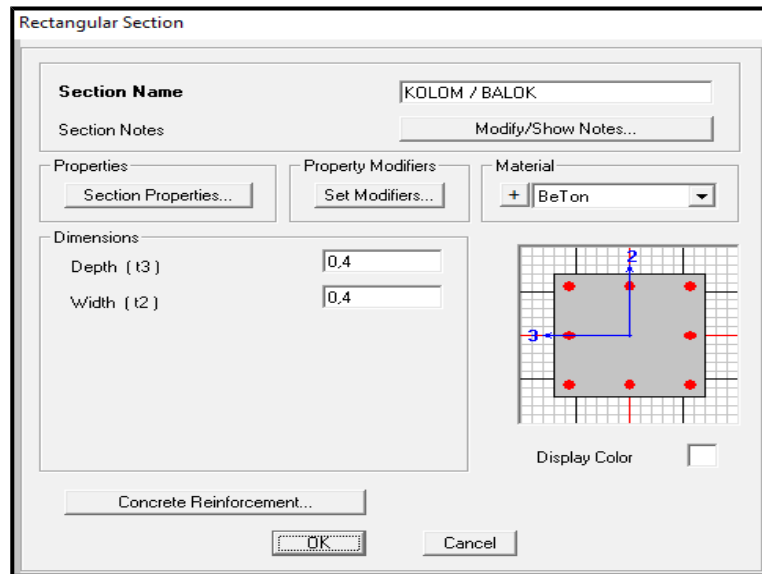 Rectangular Section
Section Name
KOLOM / BALOK
Section Notes
Modify/Show Notes...
Properties
Section Properties...
Property Modifiers
Set Modifiers...
Material
+
BeTon
Dimensions
Depth ( t3 )
0,4
Width ( t2 )
0,4
2
3
Display Color
Concrete Reinforcement...
OK
Cancel